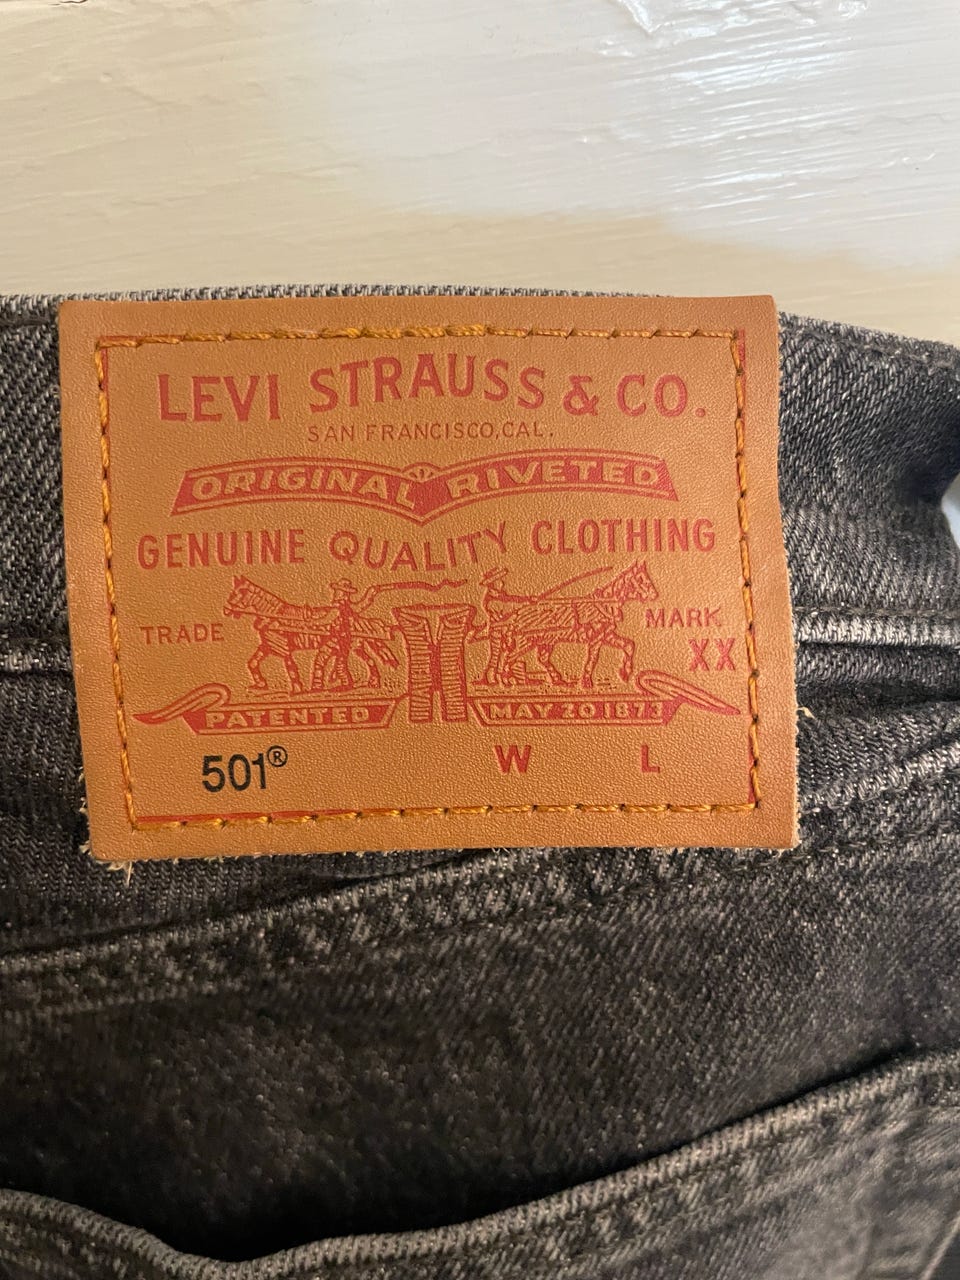 LEVI STRAUSS & CO.
SAN FRANCISCO, CAL.
ORIGINAL RIVETED
GENUINE QUALITY CLOTHING
TRADE MARK
XX
PATENTED MAY 20 1873
501® W L